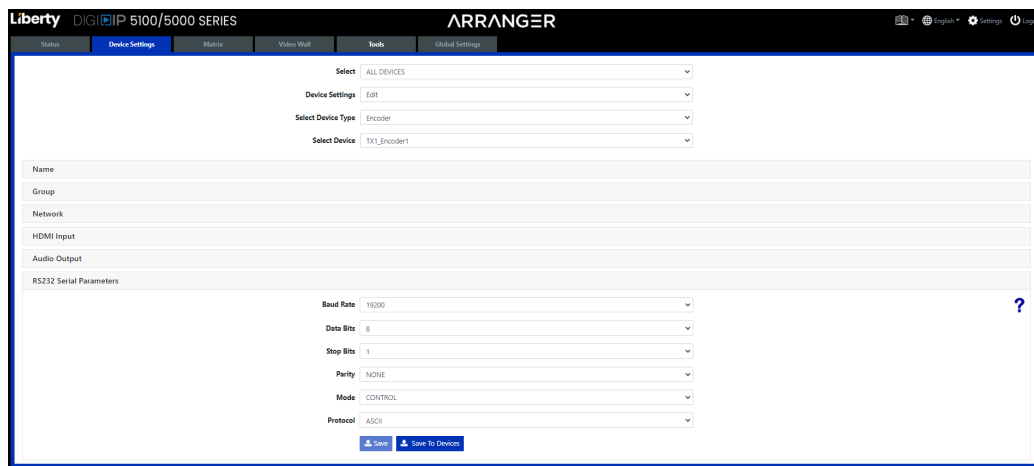 Liberty DIGI IP 5100/5000 SERIES ARRANGER English Settings Log
Status Device Settings Matrix Video Wall Tools Global Settings
Select ALL DEVICES
Device Settings Edit
Select Device Type Encoder
Select Device TX1_Encoder1
Name
Group
Network
HDMI Input
Audio Output
RS232 Serial Parameters
Baud Rate 19200 ?
Data Bits 8
Stop Bits 1
Parity NONE
Mode CONTROL
Protocol ASCII
Save Save To Devices